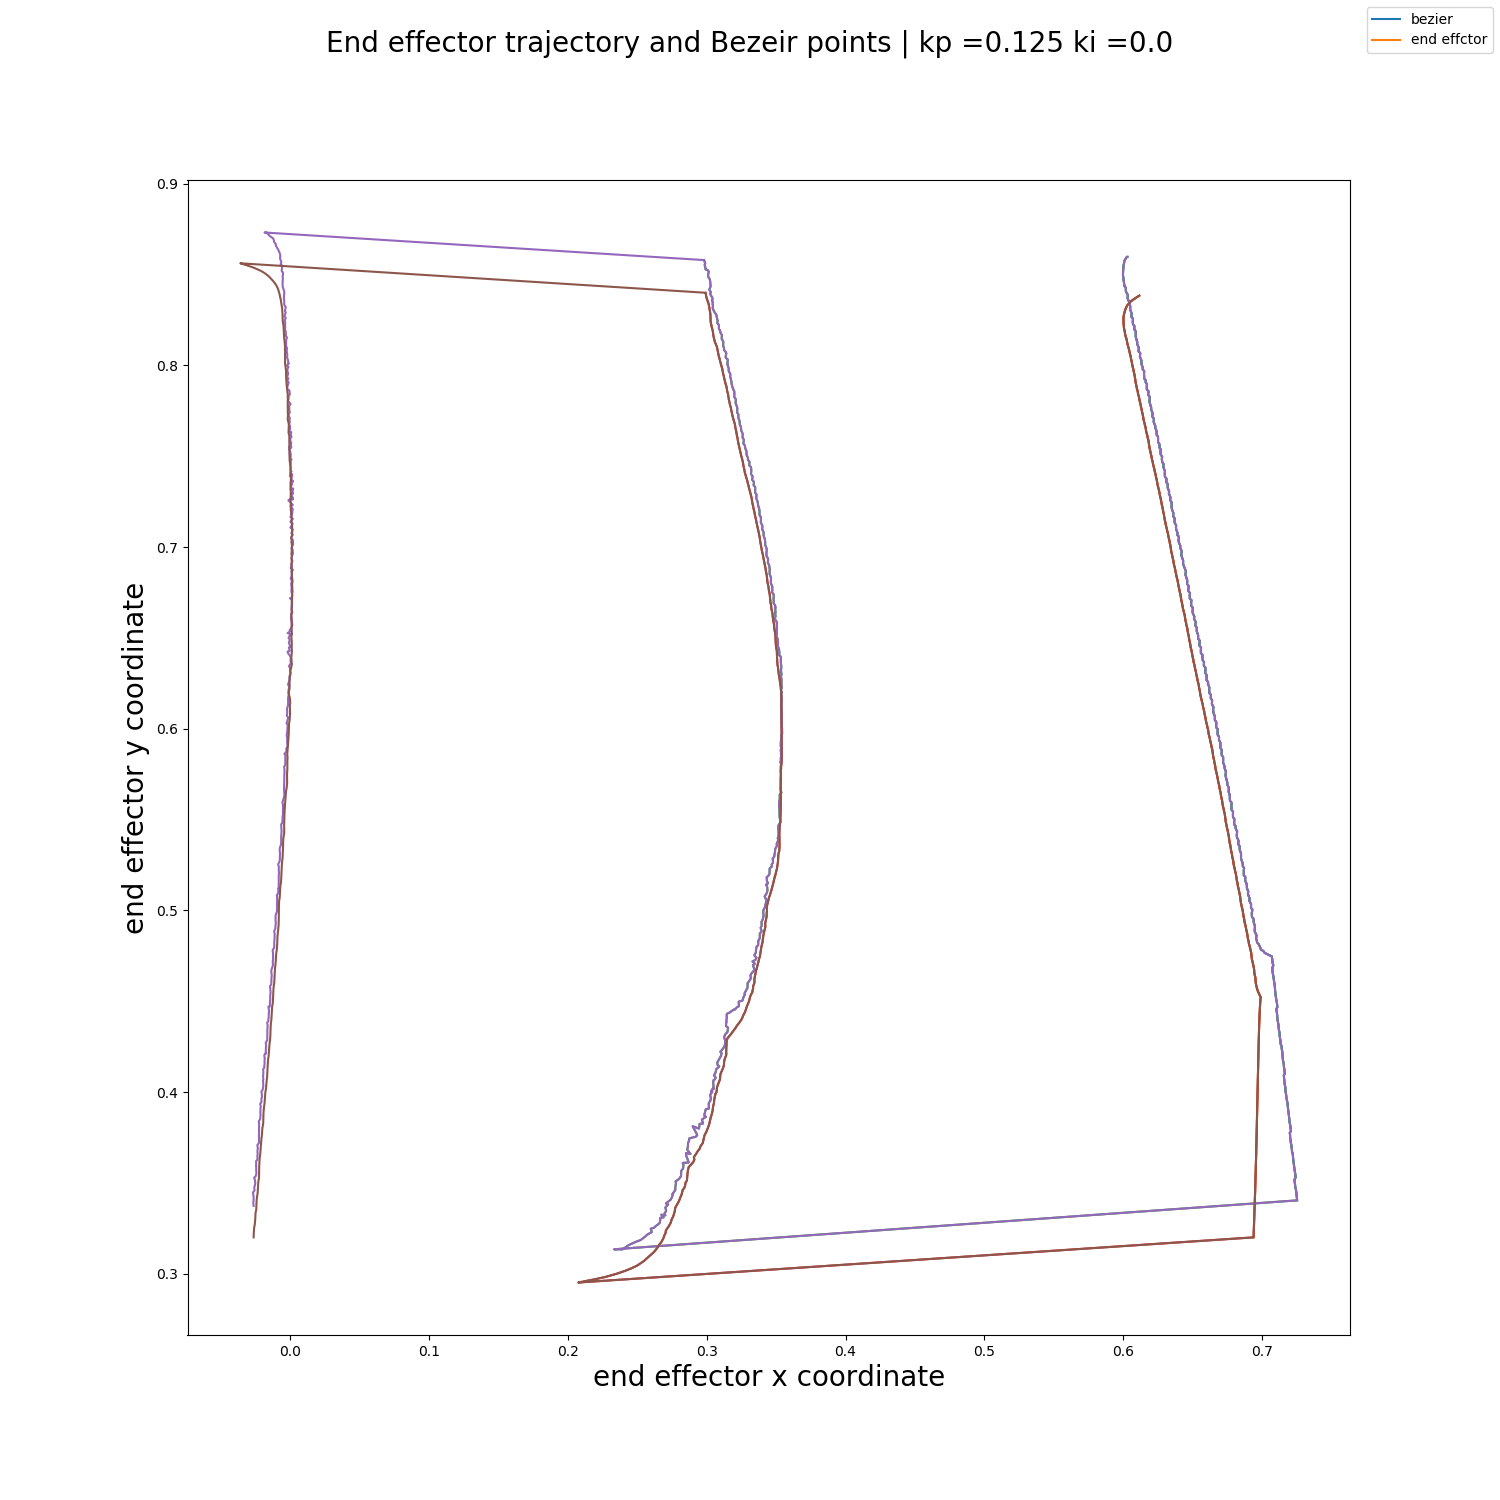 End effector trajectory and Bezeir points | kp =0.125 ki =0.0
bezier
end effctor
0.9
0.8
0.7
0.6
0.5
0.4
0.3
end effector y coordinate
0.0 0.1 0.2 0.3 0.4 0.5 0.6 0.7
end effector x coordinate